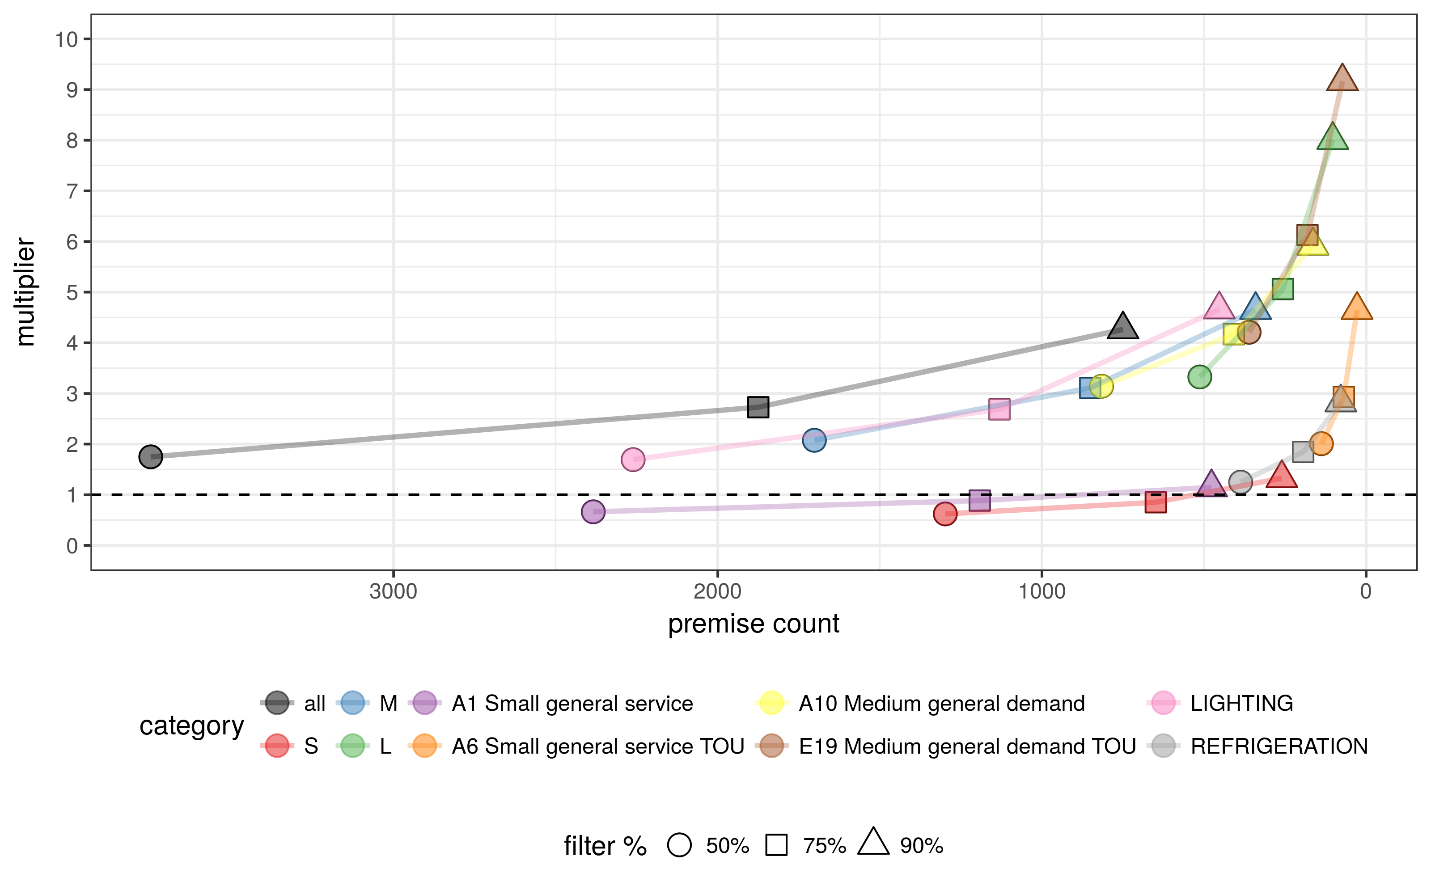 10
9
8
7
6
5
4
3
2
1
0
multiplier
3000 2000 1000 0
premise count
category
all M A1 Small general service A10 Medium general demand LIGHTING
S L A6 Small general service TOU E19 Medium general demand TOU REFRIGERATION
filter % 50% 75% 90%